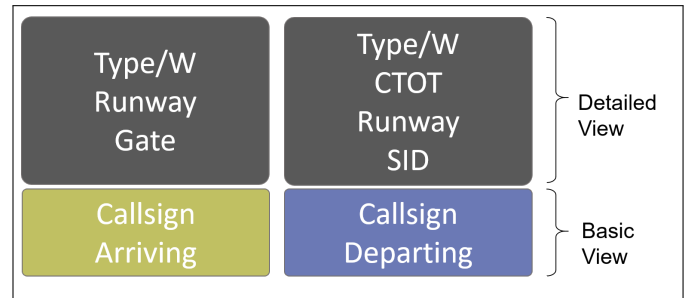 Type/W
Runway
Gate
Type/W
CTOT
Runway
SID
Detailed
View
Callsign
Arriving
Callsign
Departing
Basic
View